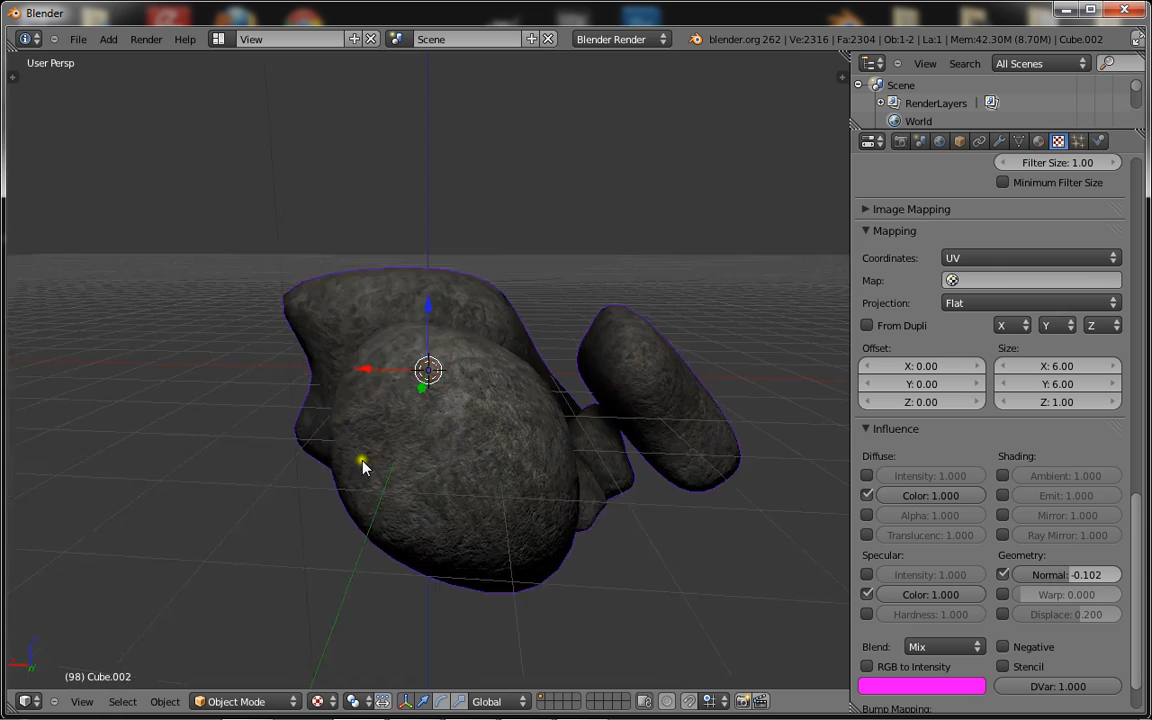 Blender
File Add Render Help View Scene Blender Render blender.org 262 | Ve:2316 | Fa:2304 | Ob:1-2 | La:1 | Mem:42.30M (8.70M) | Cube.002
User Persp
View Search All Scenes
Scene
RenderLayers |
World
Filter Size: 1.00
Minimum Filter Size
Image Mapping
Mapping
Coordinates: UV
Map:
Projection: Flat
From Dupli X Y Z
Offset: Size:
X: 0.00 X: 6.00
Y: 0.00 Y: 6.00
Z: 0.00 Z: 1.00
Influence
Diffuse: Shading:
Intensity: 1.000 Ambient: 1.000
Color: 1.000 Emit: 1.000
Alpha: 1.000 Mirror: 1.000
Translucenc: 1.000 Ray Mirror: 1.000
Specular: Geometry:
Intensity: 1.000 Normal: -0.102
Color: 1.000 Warp: 0.000
Hardness: 1.000 Displace: 0.200
Blend: Mix Negative
RGB to Intensity Stencil
DVar: 1.000
Bump Mapping:
(98) Cube.002
View Select Object Object Mode Global